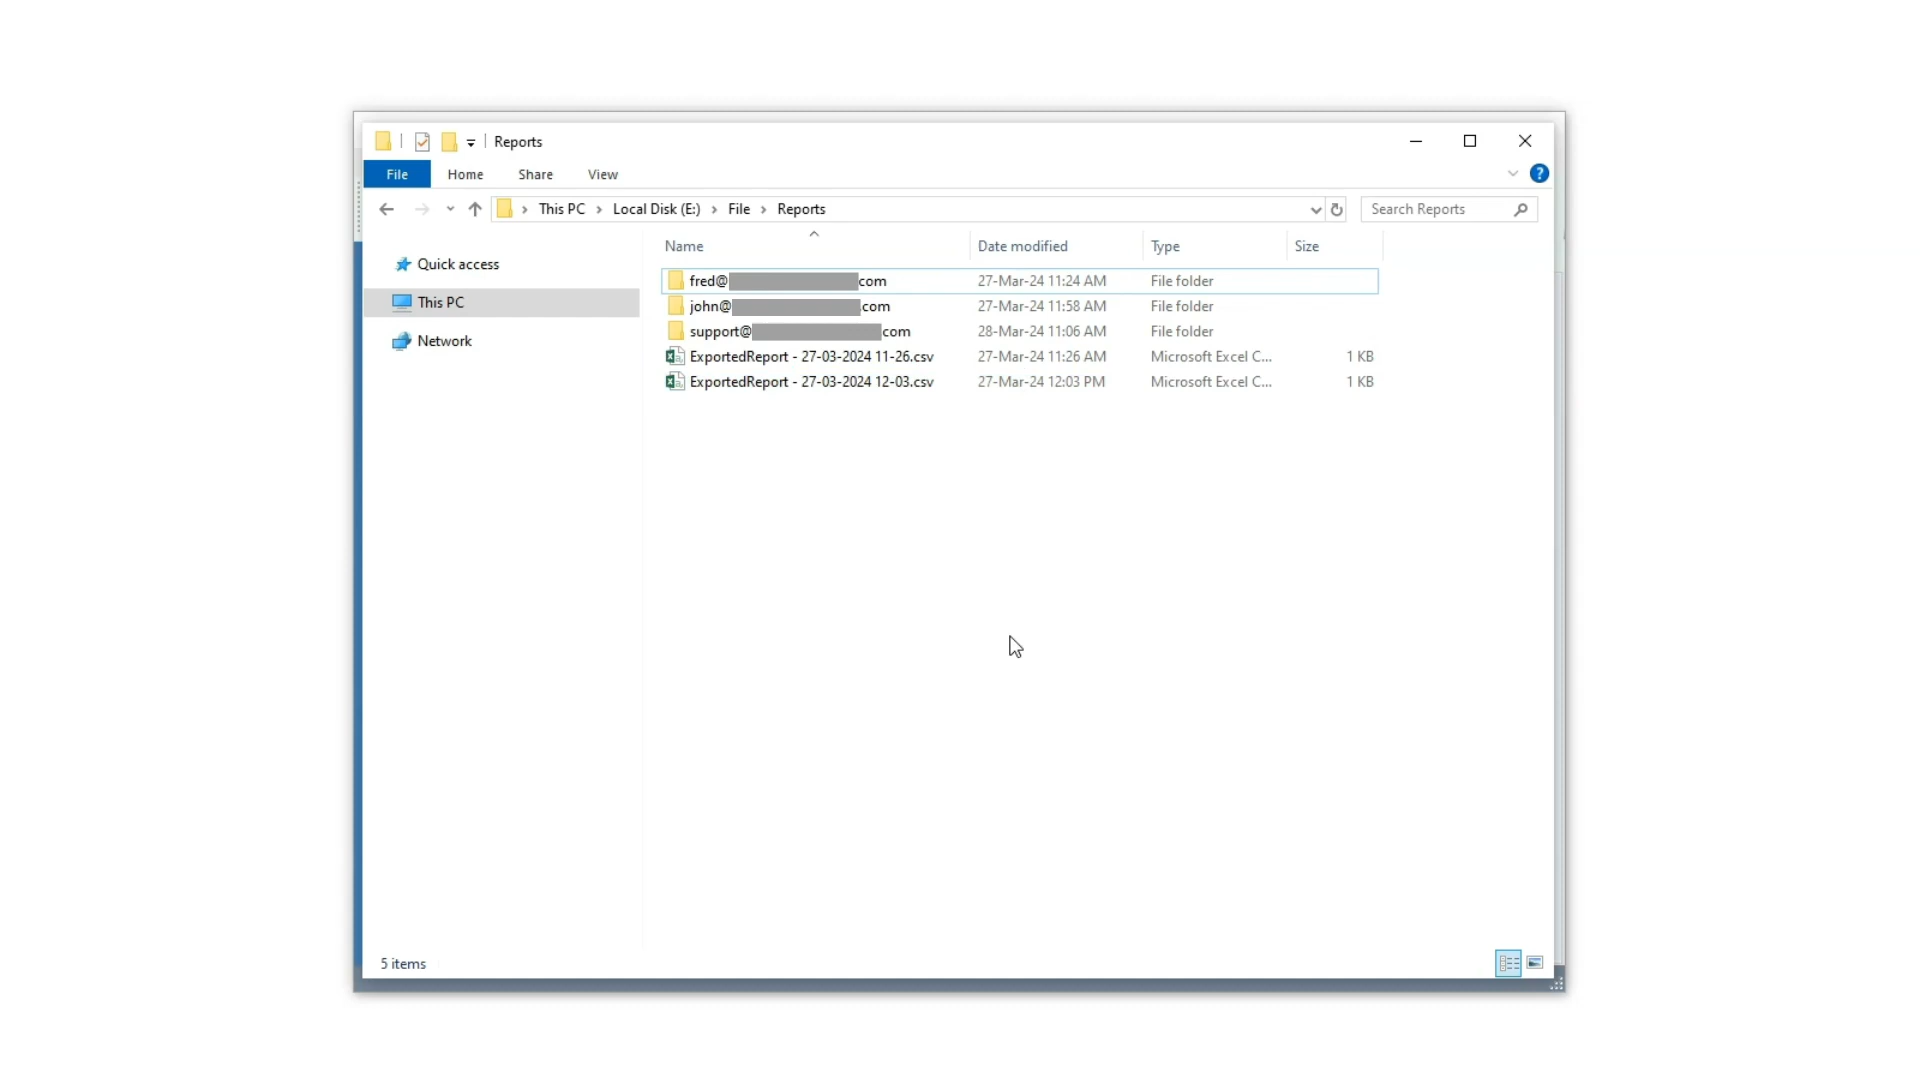 Reports
File Home Share View ?
This PC > Local Disk (E:) > File > Reports Search Reports
Name Date modified Type Size
Quick access
This PC
Network
fred@ com 27-Mar-24 11:24 AM File folder
john@ .com 27-Mar-24 11:58 AM File folder
support@ com 28-Mar-24 11:06 AM File folder
ExportedReport - 27-03-2024 11-26.csv 27-Mar-24 11:26 AM Microsoft Excel C... 1 KB
ExportedReport - 27-03-2024 12-03.csv 27-Mar-24 12:03 PM Microsoft Excel C... 1 KB
5 items